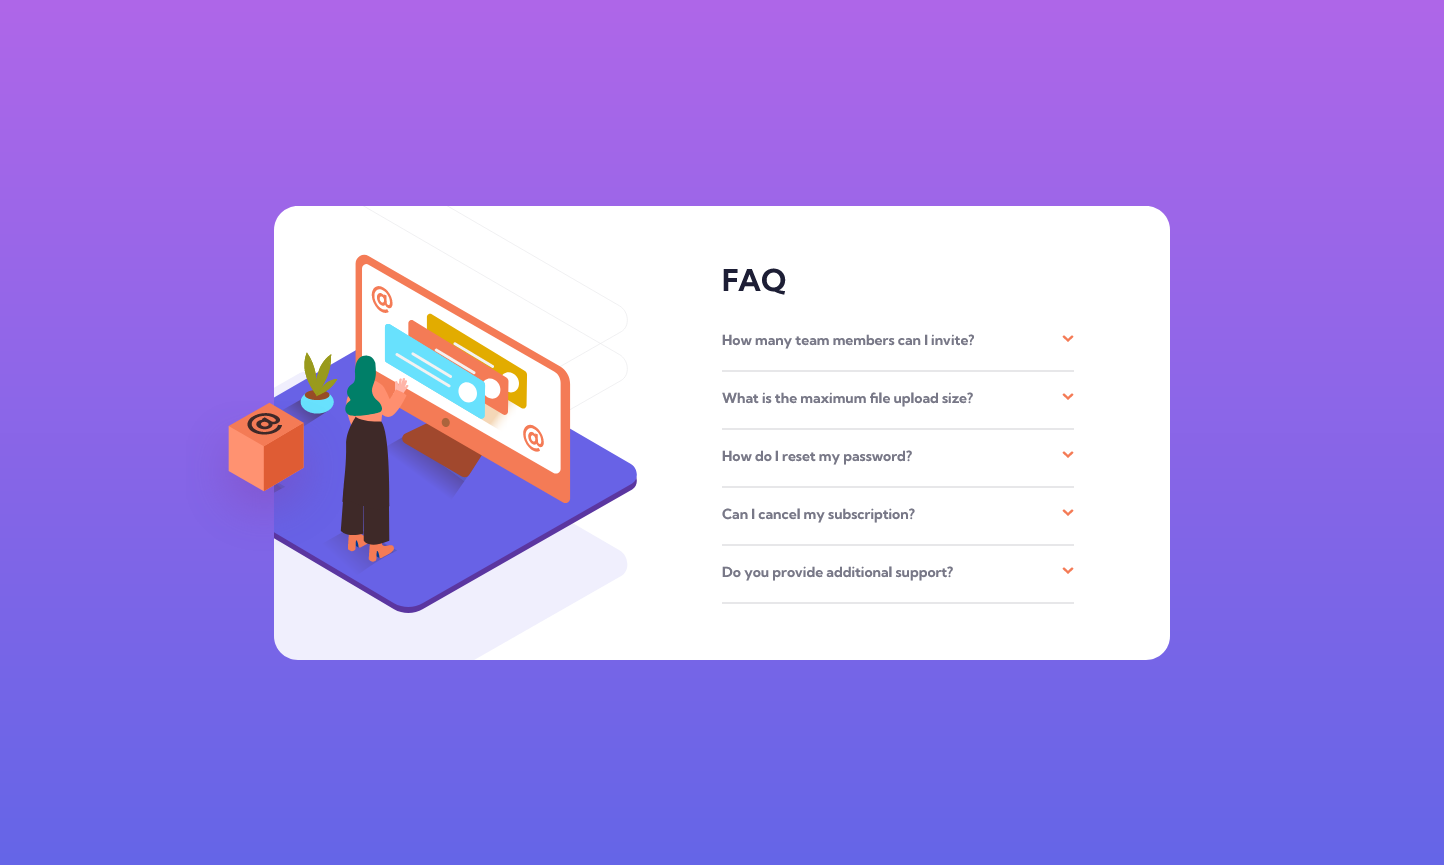 FAQ
How many team members can I invite?
What is the maximum file upload size?
How do I reset my password?
Can I cancel my subscription?
Do you provide additional support?
@
@
@